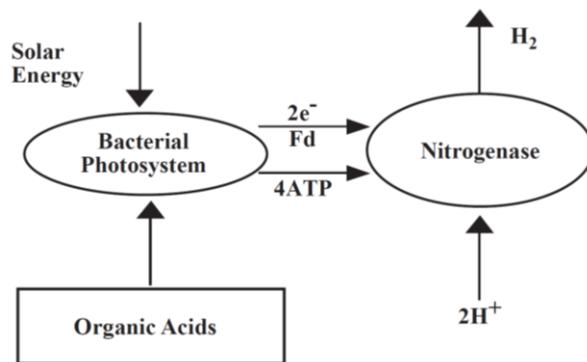 Solar
Energy
H₂
2e⁻
Fd
4ATP
Bacterial
Photosystem
Nitrogenase
Organic Acids
2H⁺